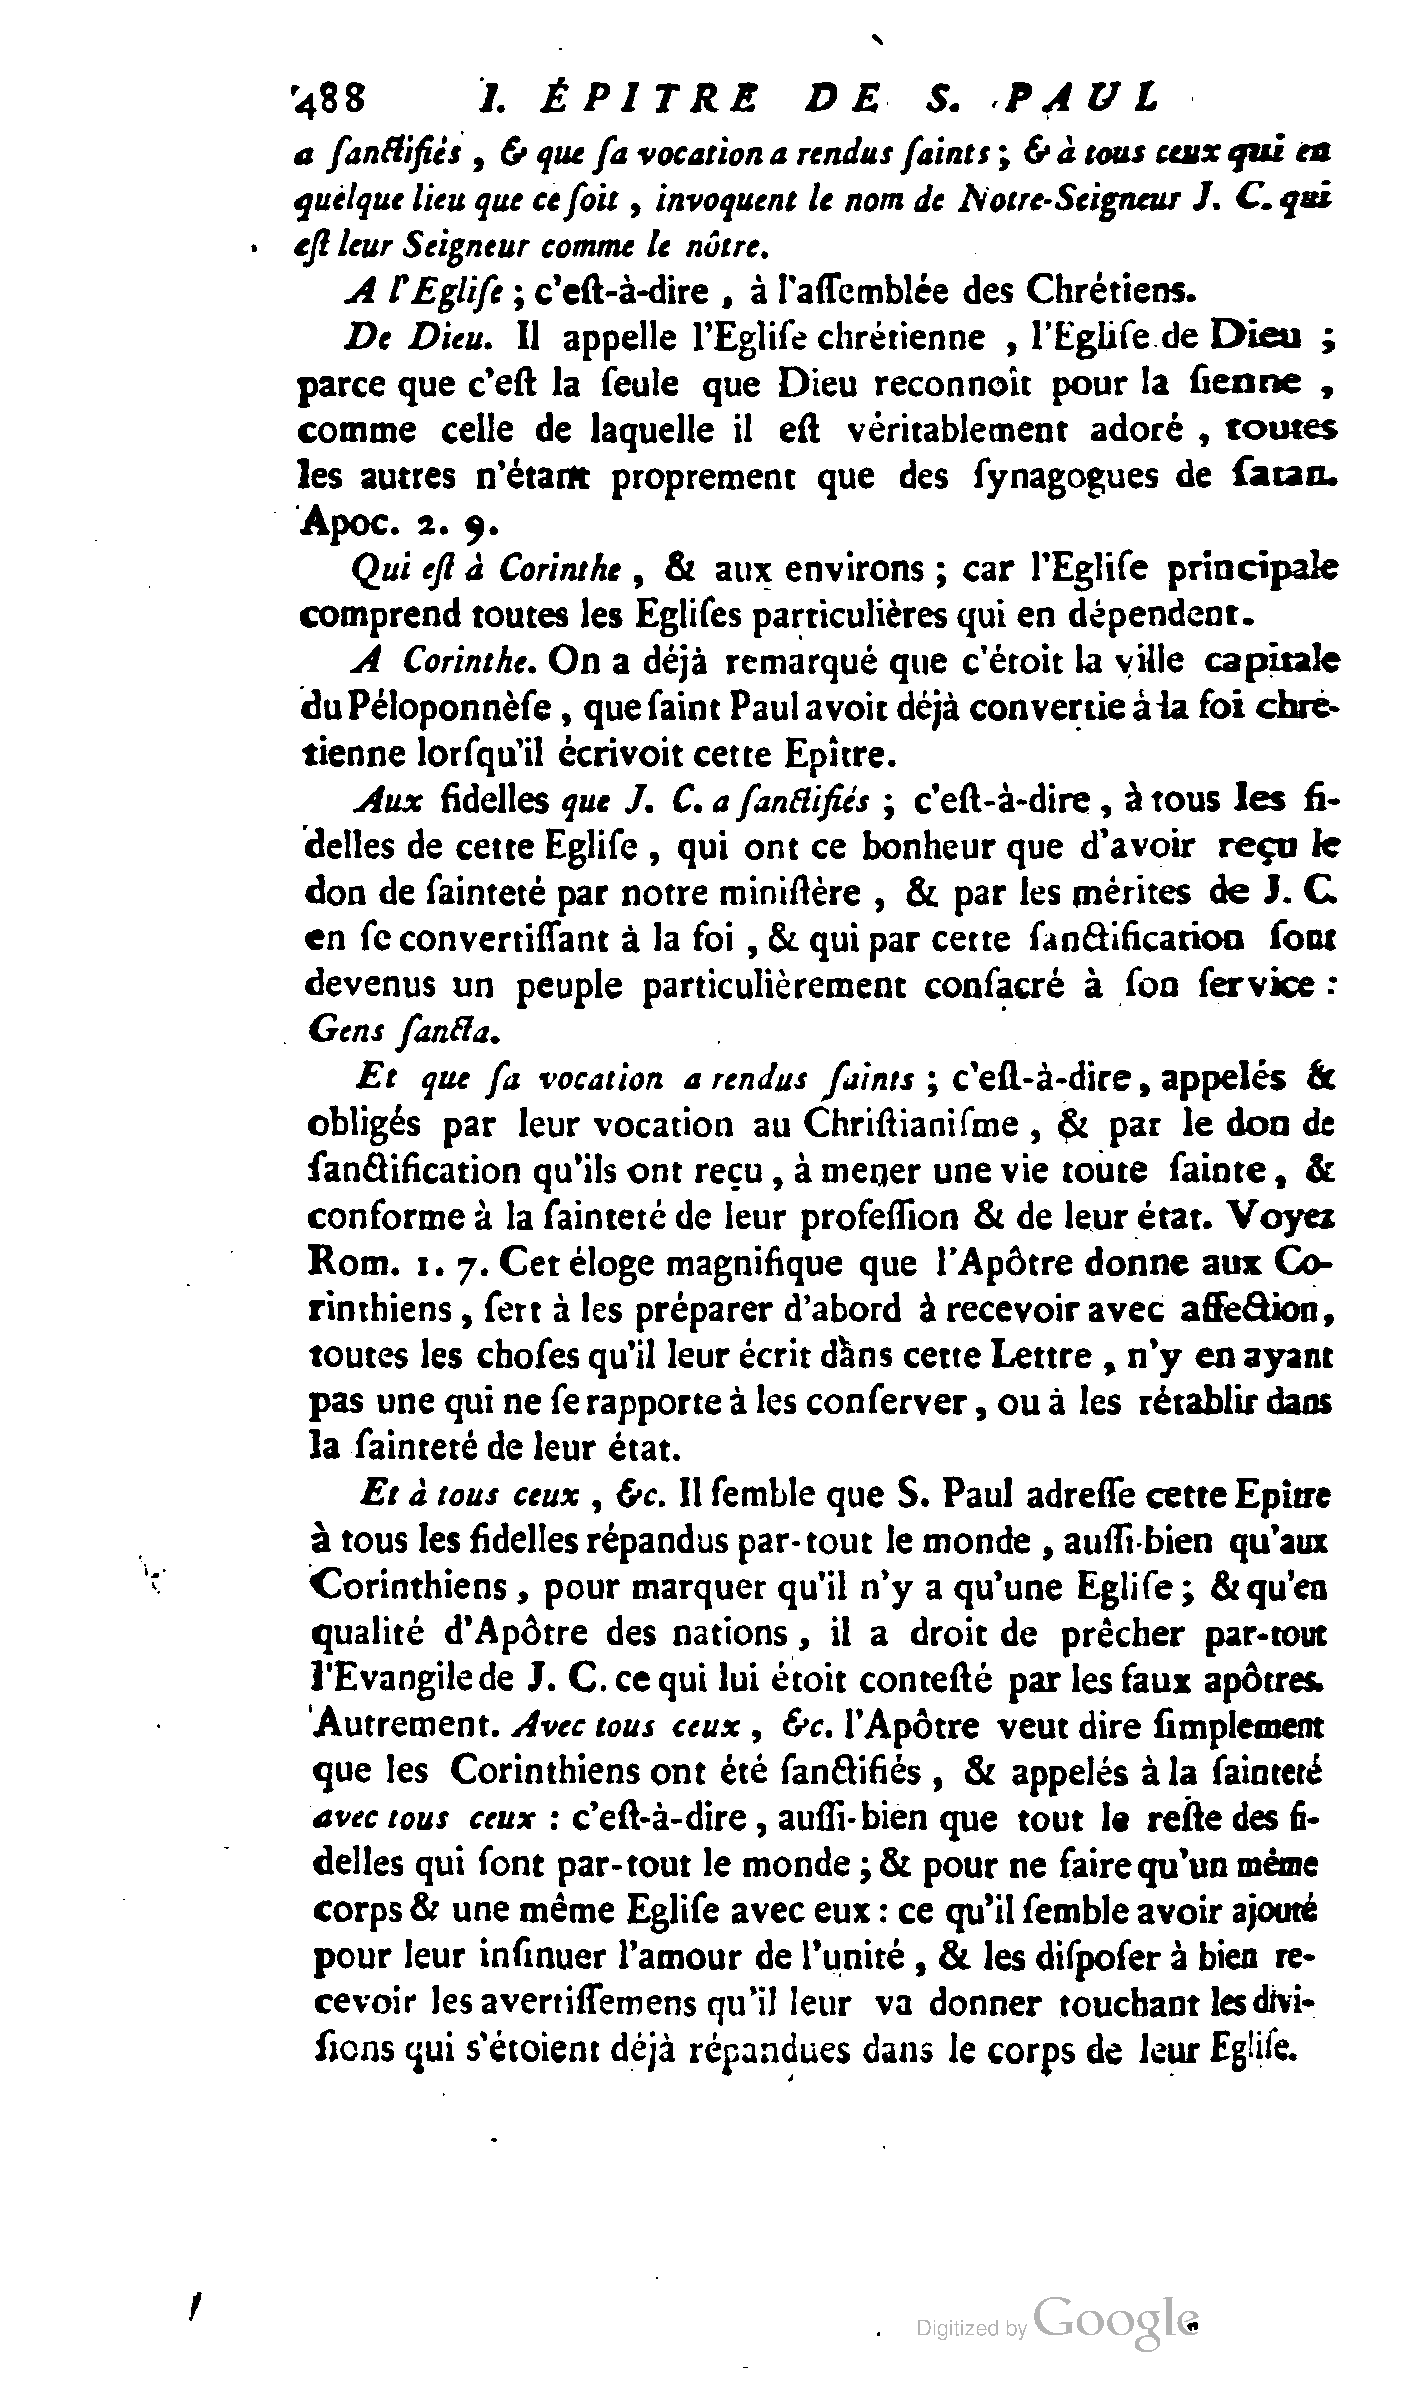 488 I. ÉPITRE DE S. PAUL
a ſanctifiés, & que ſa vocation a rendus ſaints ; & à tous ceux qui en
quelque lieu que ce ſoit, invoquent le nom de Notre-Seigneur J. C. qui
eſt leur Seigneur comme le nôtre.
A l'Egliſe ; c'eſt-à-dire, à l'aſſemblée des Chrétiens.
De Dieu. Il appelle l'Egliſe chrétienne, l'Egliſe de Dieu ;
parce que c'eſt la ſeule que Dieu reconnoît pour la ſienne,
comme celle de laquelle il eſt véritablement adoré, toutes
les autres n'étant proprement que des ſynagogues de ſatan.
Apoc. 2. 9.
Qui eſt à Corinthe, & aux environs ; car l'Egliſe principale
comprend toutes les Egliſes particulières qui en dépendent.
A Corinthe. On a déjà remarqué que c'étoit la ville capitale
du Péloponnèſe, que ſaint Paul avoit déjà convertie à la foi chré-
tienne lorſqu'il écrivoit cette Epître.
Aux fidelles que J. C. a ſanctifiés ; c'eſt-à-dire, à tous les fi-
delles de cette Egliſe, qui ont ce bonheur que d'avoir reçu le
don de ſainteté par notre miniſtère, & par les mérites de J. C.
en ſe convertiſſant à la foi, & qui par cette ſanctification ſont
devenus un peuple particulièrement conſacré à ſon ſervice :
Gens ſancta.
Et que ſa vocation a rendus ſaints ; c'eſt-à-dire, appelés &
obligés par leur vocation au Chriſtianiſme, & par le don de
ſanctification qu'ils ont reçu, à mener une vie toute ſainte, &
conforme à la ſainteté de leur profeſſion & de leur état. Voyez
Rom. 1. 7. Cet éloge magnifique que l'Apôtre donne aux Co-
rinthiens, ſert à les préparer d'abord à recevoir avec affection,
toutes les choſes qu'il leur écrit dans cette Lettre, n'y en ayant
pas une qui ne ſe rapporte à les conſerver, ou à les rétablir dans
la ſainteté de leur état.
Et à tous ceux, &c. Il ſemble que S. Paul adreſſe cette Epître
à tous les fidelles répandus par-tout le monde, auſſi-bien qu'aux
Corinthiens, pour marquer qu'il n'y a qu'une Egliſe ; & qu'en
qualité d'Apôtre des nations, il a droit de prêcher par-tout
l'Evangile de J. C. ce qui lui étoit conteſté par les faux apôtres.
Autrement. Avec tous ceux, &c. l'Apôtre veut dire ſimplement
que les Corinthiens ont été ſanctifiés, & appelés à la ſainteté
avec tous ceux : c'eſt-à-dire, auſſi-bien que tout le reſte des fi-
delles qui ſont par-tout le monde ; & pour ne faire qu'un même
corps & une même Egliſe avec eux : ce qu'il ſemble avoir ajouté
pour leur inſinuer l'amour de l'unité, & les diſpoſer à bien re-
cevoir les avertiſſemens qu'il leur va donner touchant les divi-
ſions qui s'étoient déjà répandues dans le corps de leur Egliſe.
Digitized by Google